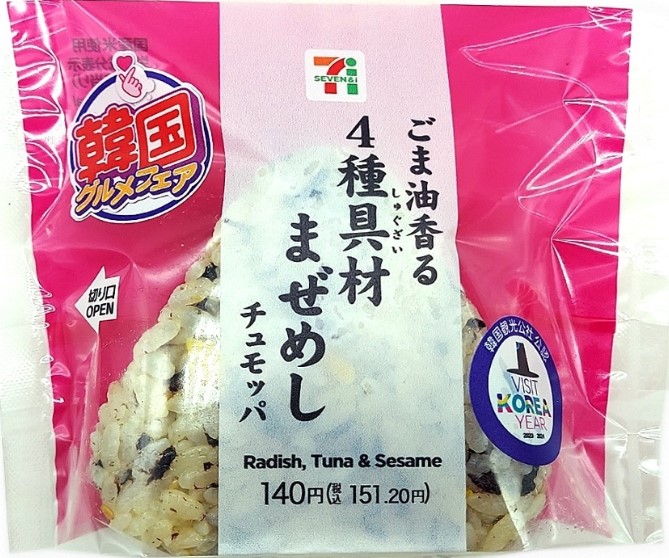 韓国
グルメフェア
SEVEN&i
ごま油香る
4種具材
しゅぐざい
まぜめし
チュモッパ
切り口
OPEN
韓国観光公社 公認
VISIT
KOREA
YEAR
2023 2024
Radish, Tuna & Sesame
140円(税込 151.20円)